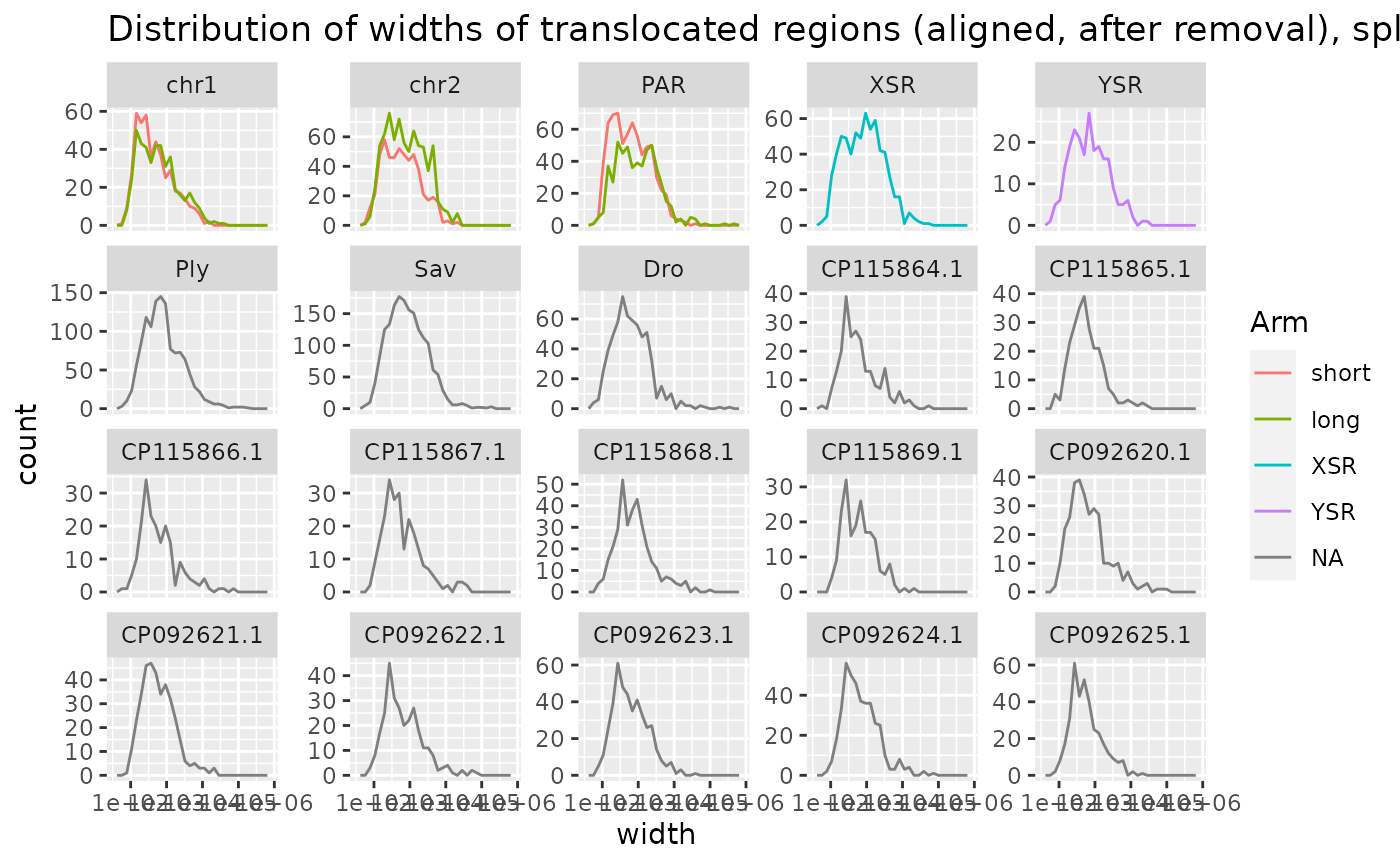 Distribution of widths of translocated regions (aligned, after removal), spl
chr1 chr2 PAR XSR YSR
60 40 20 0
60 40 20 0
60 40 20 0
60 40 20 0
20 10 0
Ply Sav Dro CP115864.1 CP115865.1
150 100 50 0
150 100 50 0
60 40 20 0
40 30 20 10 0
40 30 20 10 0
CP115866.1 CP115867.1 CP115868.1 CP115869.1 CP092620.1
30 20 10 0
30 20 10 0
50 40 30 20 10 0
30 20 10 0
40 30 20 10 0
CP092621.1 CP092622.1 CP092623.1 CP092624.1 CP092625.1
40 30 20 10 0
40 30 20 10 0
60 40 20 0
40 20 0
60 40 20 0
count
width
Arm
short
long
XSR
YSR
NA